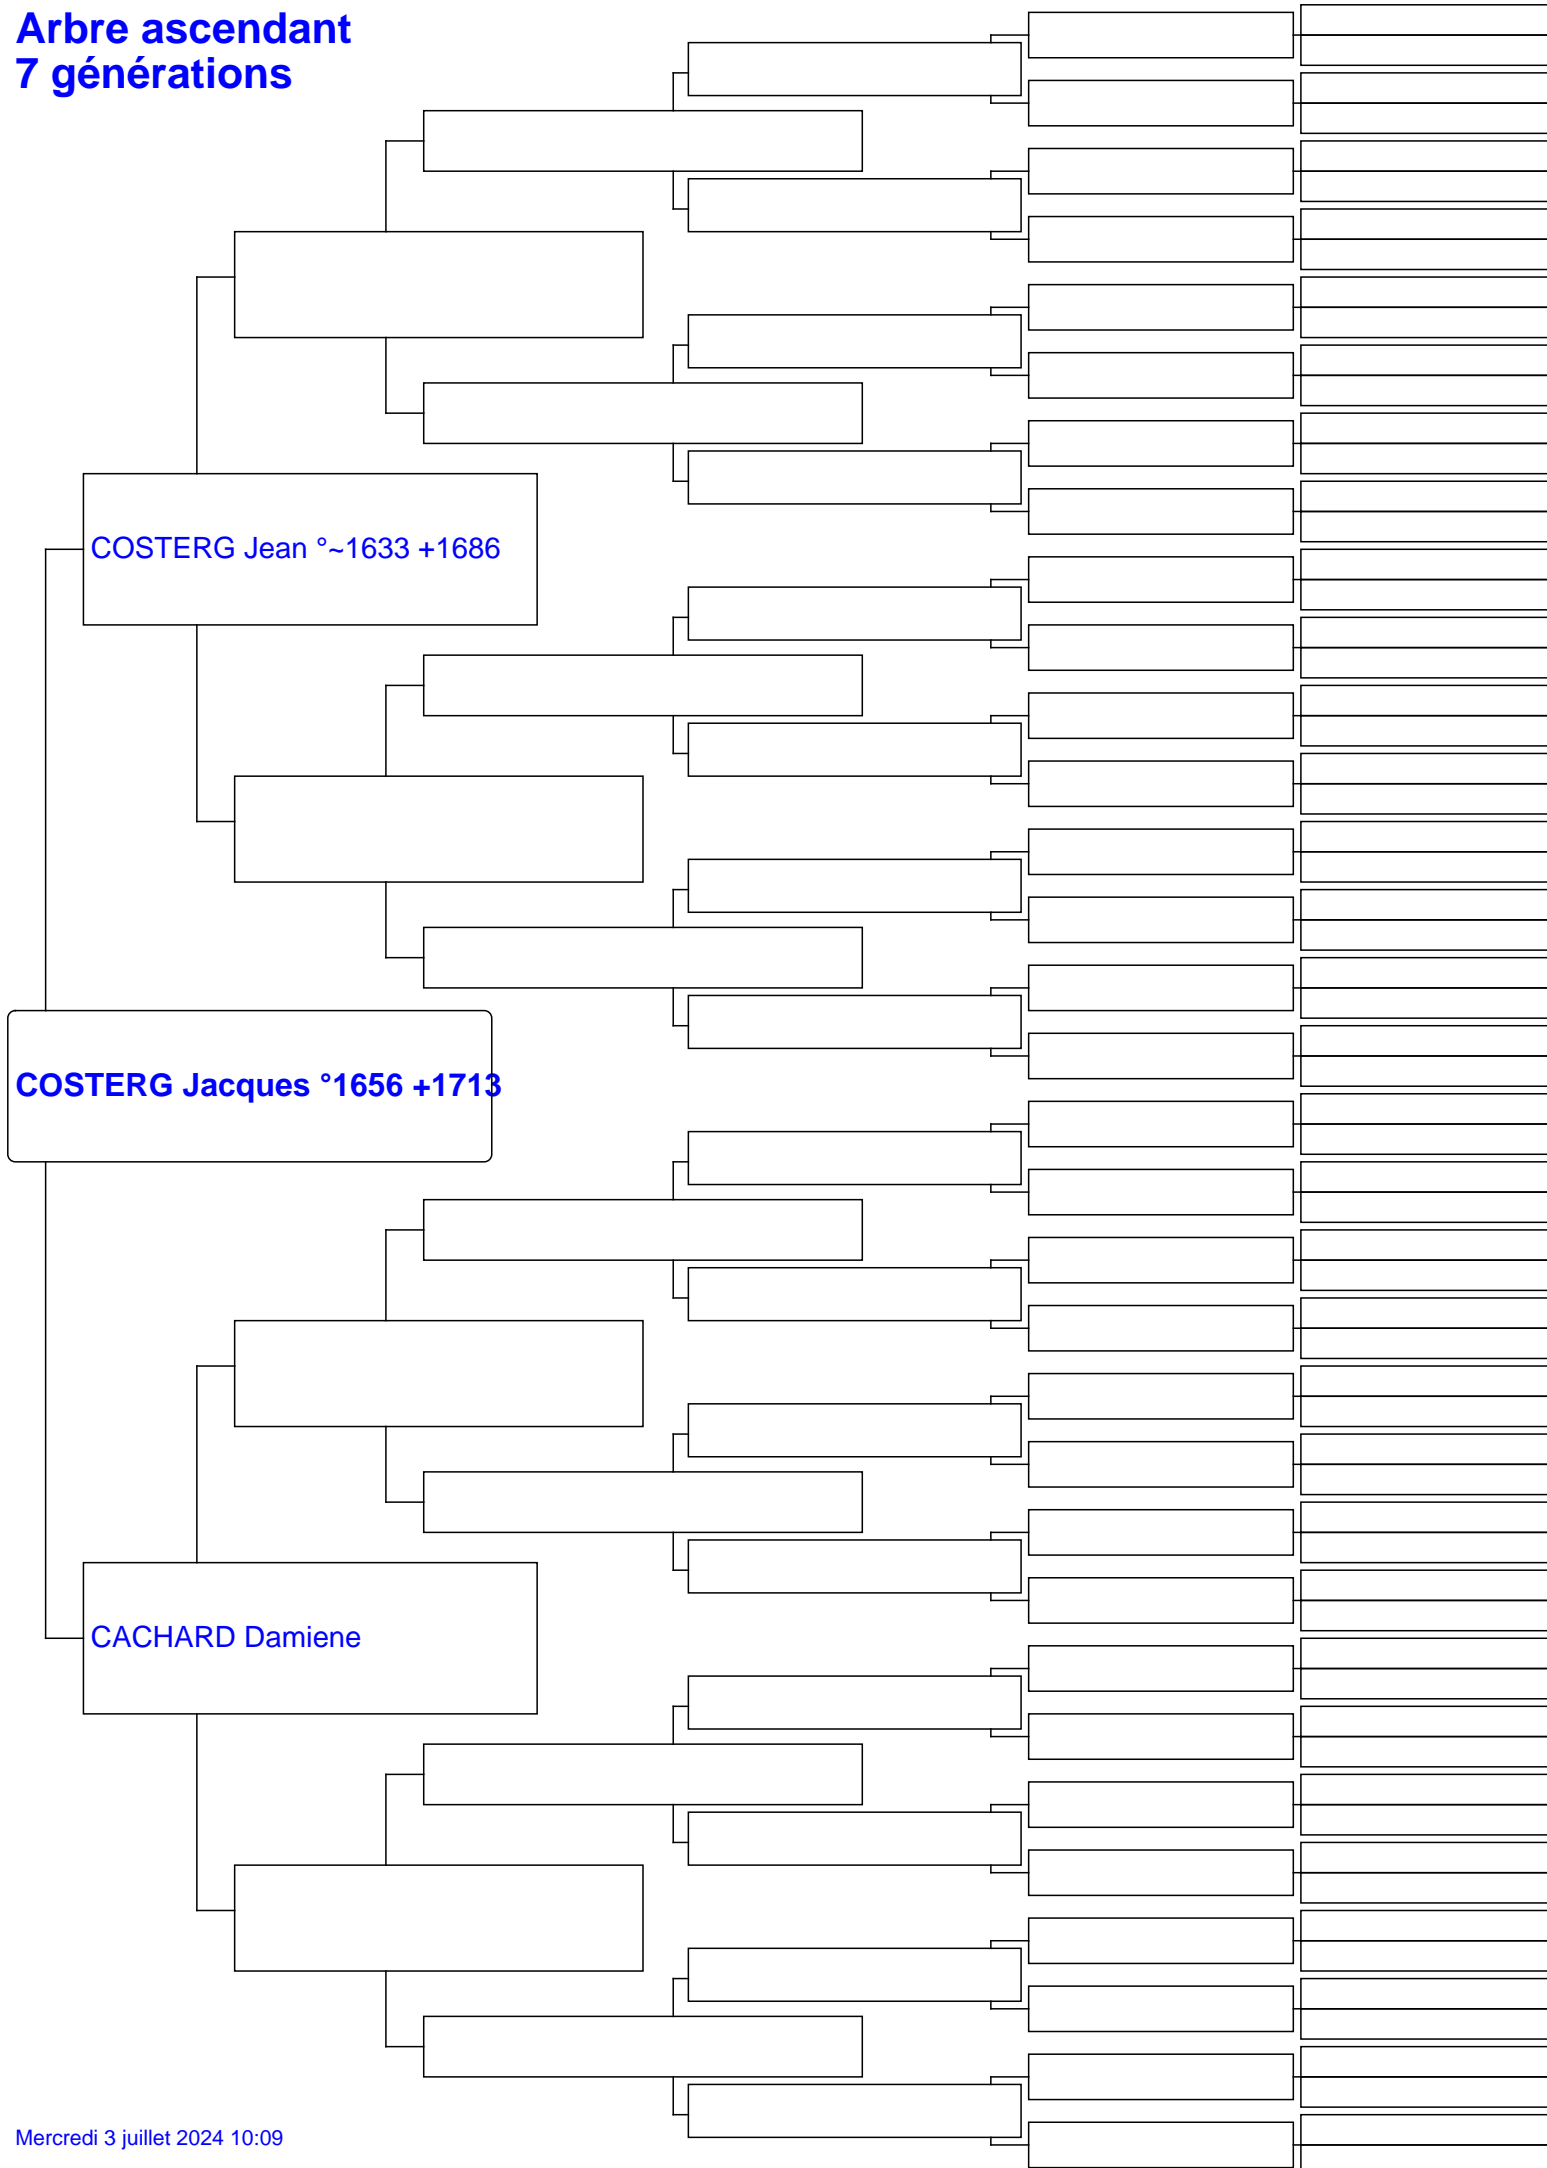 Arbre ascendant
7 générations
COSTERG Jean °~1633 +1686
COSTERG Jacques °1656 +1713
CACHARD Damiene
Mercredi 3 juillet 2024 10:09